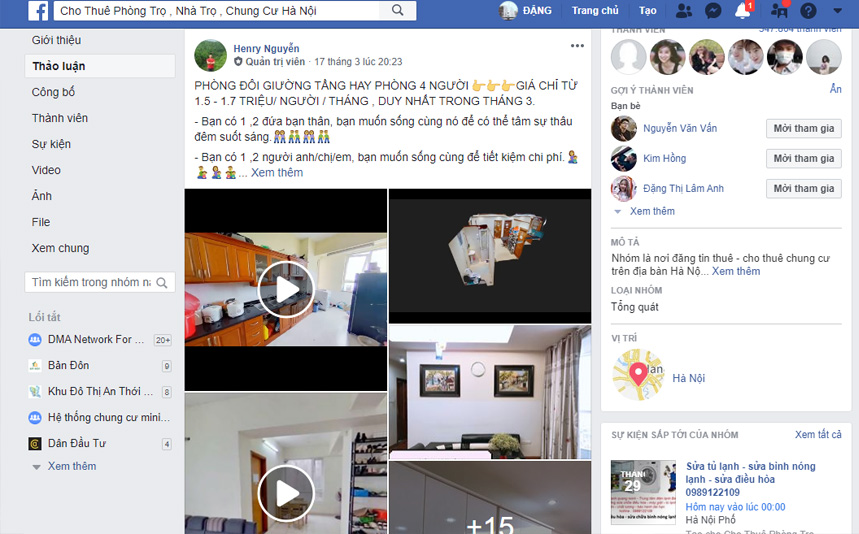 Cho Thuê Phòng Trọ , Nhà Trọ , Chung Cư Hà Nội
ĐẶNG
Trang chủ
Tạo
1
Giới thiệu
Thảo luận
Công bố
Thành viên
Sự kiện
Video
Ảnh
File
Xem chung
Tìm kiếm trong nhóm nà
Lối tắt
DMA Network For ...
20+
Bản Đôn
9
Khu Đô Thị An Thới ...
8
Hệ thống chung cư mini...
Dân Đầu Tư
4
Xem thêm
Henry Nguyễn
Quản trị viên · 17 tháng 3 lúc 20:23
PHÒNG ĐÔI GIƯỜNG TẦNG HAY PHÒNG 4 NGƯỜI 👉👉👉GIÁ CHỈ TỪ
1.5 - 1.7 TRIỆU/ NGƯỜI / THÁNG , DUY NHẤT TRONG THÁNG 3.
- Bạn có 1 ,2 đứa bạn thân, bạn muốn sống cùng nó để có thể tâm sự thâu
đêm suốt sáng.
- Bạn có 1 ,2 người anh/chị/em, bạn muốn sống cùng để tiết kiệm chi phí.
... Xem thêm
+15
THÀNH VIÊN
347.804 thành viên
GỢI Ý THÀNH VIÊN
Ẩn
Bạn bè
Nguyễn Văn Vấn
Mời tham gia
Kim Hồng
Mời tham gia
Đặng Thị Lâm Anh
Mời tham gia
Xem thêm
MÔ TẢ
Nhóm là nơi đăng tin thuê - cho thuê chung cư
trên địa bàn Hà Nộ... Xem thêm
LOẠI NHÓM
Tổng quát
VỊ TRÍ
Hà Nội
SỰ KIỆN SẮP TỚI CỦA NHÓM
Xem tất cả
THÁNG
29
Sửa tủ lạnh - sửa bình nóng
lạnh - sửa điều hòa
0989122109
Hôm nay vào lúc 00:00
Hà Nội Phố
Tạo cho Cho Thuê Phòng Trọ